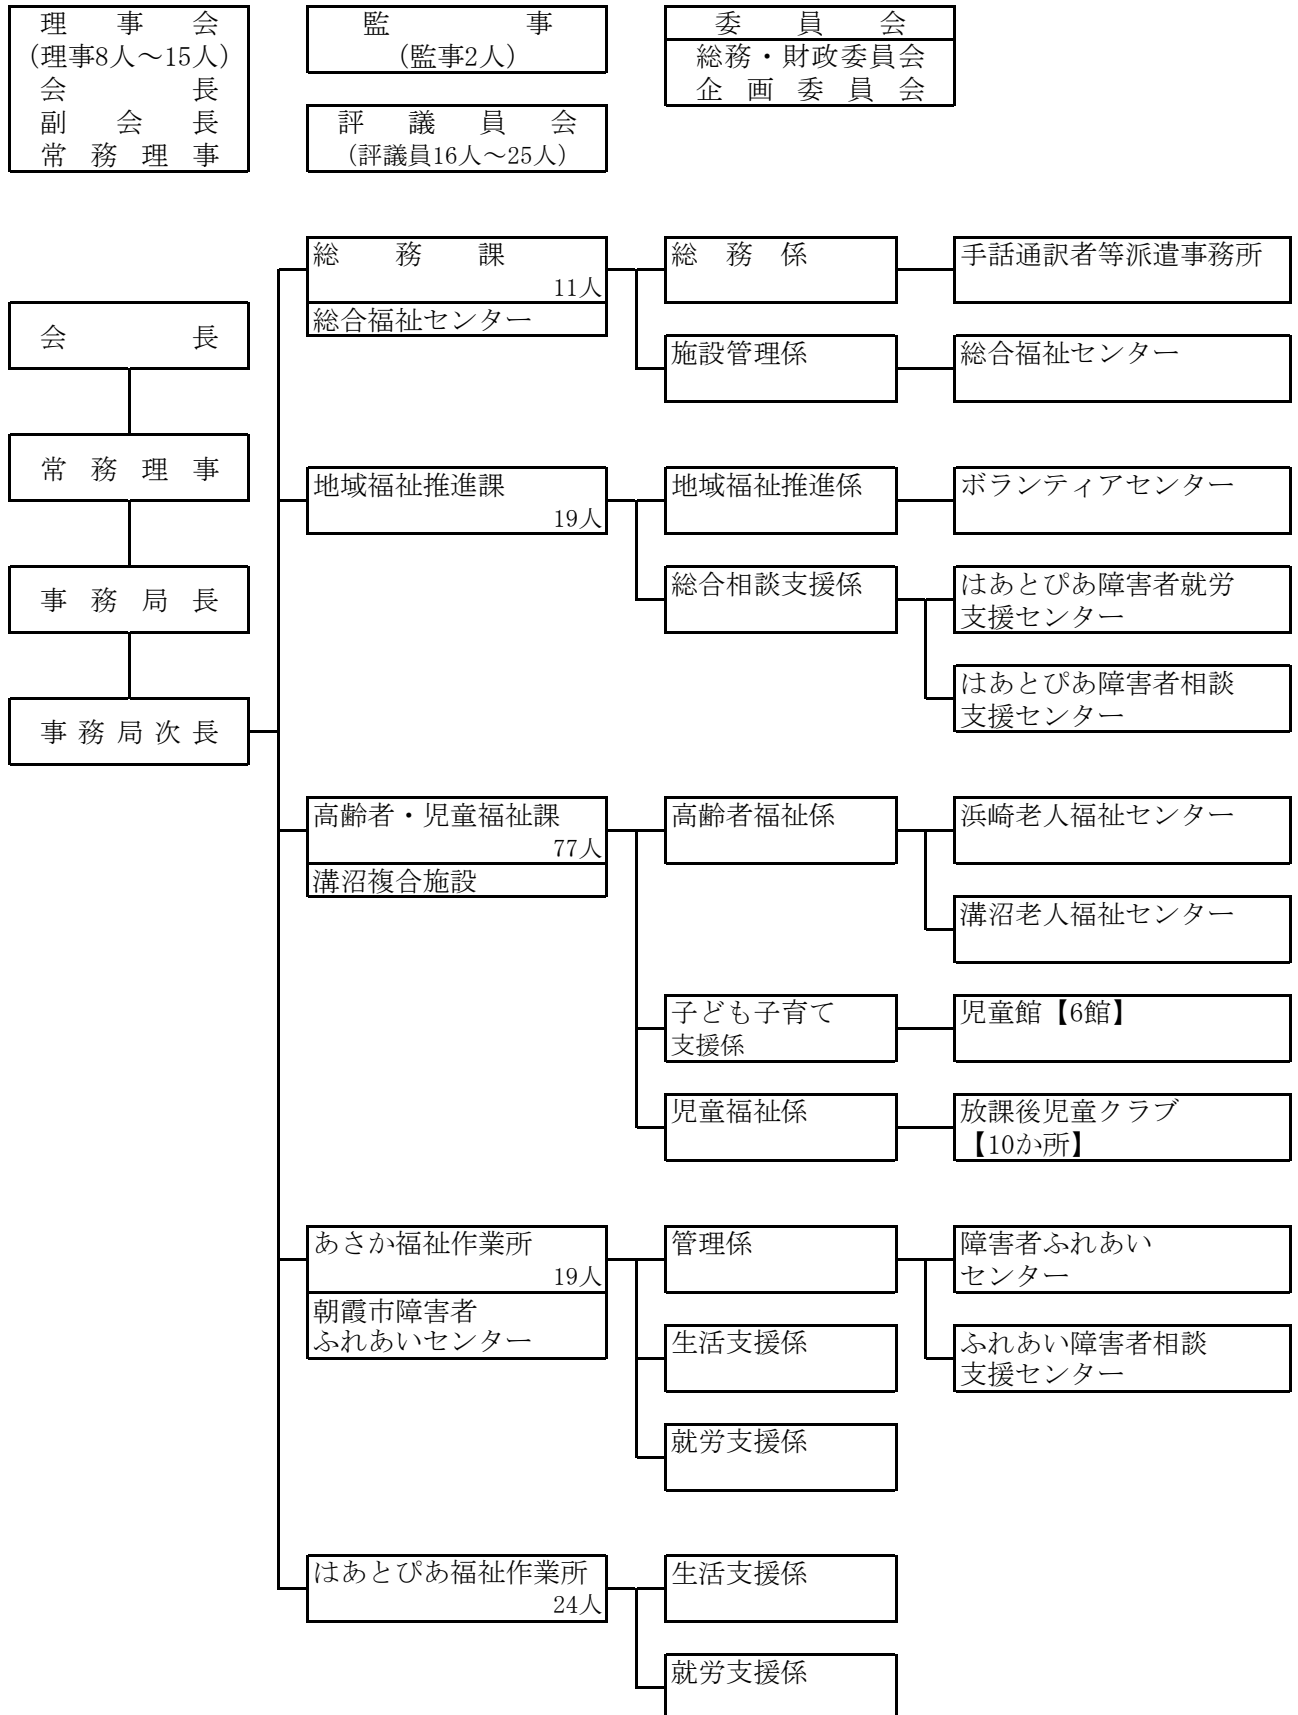 理事会
（理事8人～15人）
会長
副会長
常務理事
監事
（監事2人）
評議員会
（評議員16人～25人）
委員会
総務・財政委員会
企画委員会
会長
常務理事
事務局長
事務局次長
総務課
11人
総合福祉センター
総務係
手話通訳者等派遣事務所
施設管理係
総合福祉センター
地域福祉推進課
19人
地域福祉推進係
ボランティアセンター
総合相談支援係
はあとぴあ障害者就労
支援センター
はあとぴあ障害者相談
支援センター
高齢者・児童福祉課
77人
溝沼複合施設
高齢者福祉係
浜崎老人福祉センター
溝沼老人福祉センター
子ども子育て
支援係
児童館【6館】
児童福祉係
放課後児童クラブ
【10か所】
あさか福祉作業所
19人
朝霞市障害者
ふれあいセンター
管理係
障害者ふれあい
センター
ふれあい障害者相談
支援センター
生活支援係
就労支援係
はあとぴあ福祉作業所
24人
生活支援係
就労支援係